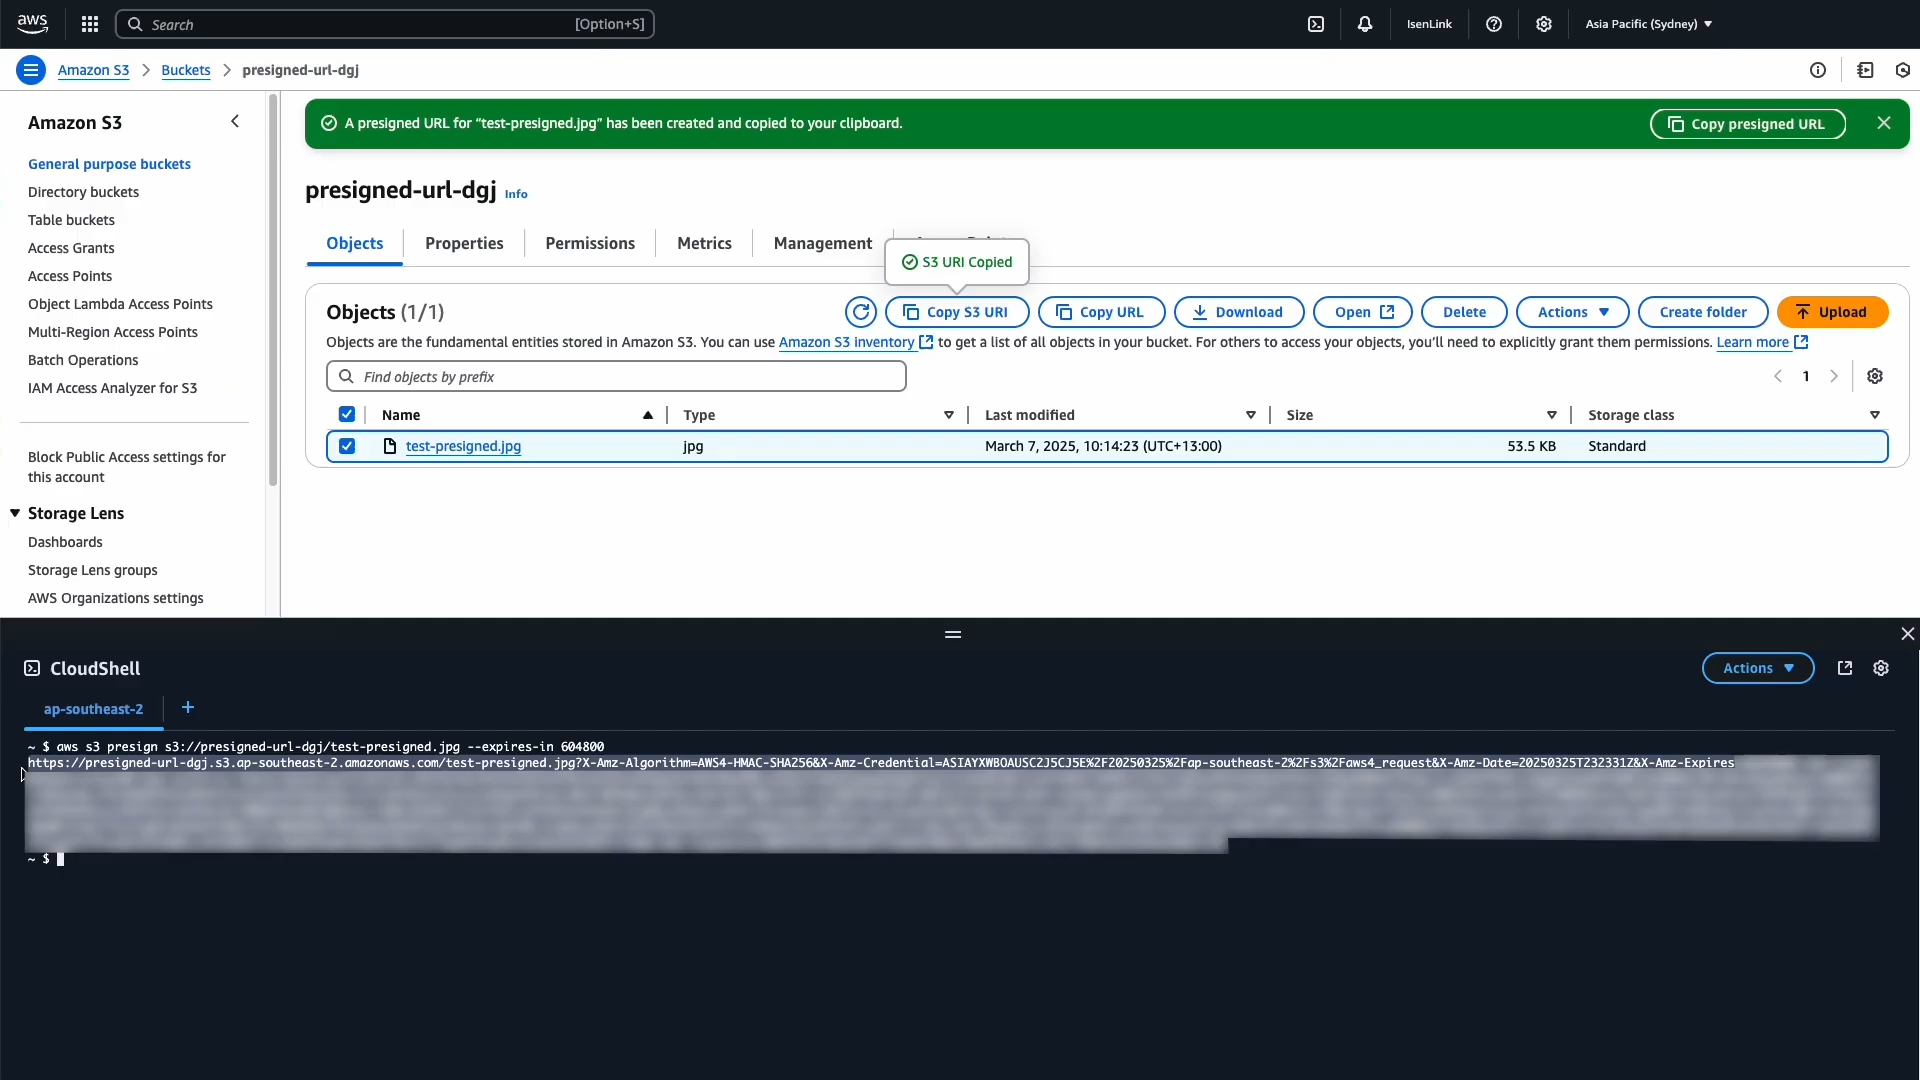 aws
Search [Option+S] IsenLink Asia Pacific (Sydney)
Amazon S3 Buckets presigned-url-dgj
Amazon S3
General purpose buckets
Directory buckets
Table buckets
Access Grants
Access Points
Object Lambda Access Points
Multi-Region Access Points
Batch Operations
IAM Access Analyzer for S3
Block Public Access settings for
this account
Storage Lens
Dashboards
Storage Lens groups
AWS Organizations settings
A presigned URL for “test-presigned.jpg” has been created and copied to your clipboard. Copy presigned URL
presigned-url-dgj Info
Objects Properties Permissions Metrics Management
S3 URI Copied
Objects (1/1) Copy S3 URI Copy URL Download Open Delete Actions Create folder Upload
Objects are the fundamental entities stored in Amazon S3. You can use Amazon S3 inventory to get a list of all objects in your bucket. For others to access your objects, you’ll need to explicitly grant them permissions. Learn more
Find objects by prefix 1
Name Type Last modified Size Storage class
test-presigned.jpg jpg March 7, 2025, 10:14:23 (UTC+13:00) 53.5 KB Standard
CloudShell Actions
ap-southeast-2 +
~ $ aws s3 presign s3://presigned-url-dgj/test-presigned.jpg --expires-in 604800
https://presigned-url-dgj.s3.ap-southeast-2.amazonaws.com/test-presigned.jpg?X-Amz-Algorithm=AWS4-HMAC-SHA256&X-Amz-Credential=ASIAYXWBOAUSC2J5CJ5E%2F20250325%2Fap-southeast-2%2Fs3%2Faws4_request&X-Amz-Date=20250325T232331Z&X-Amz-Expires
~ $